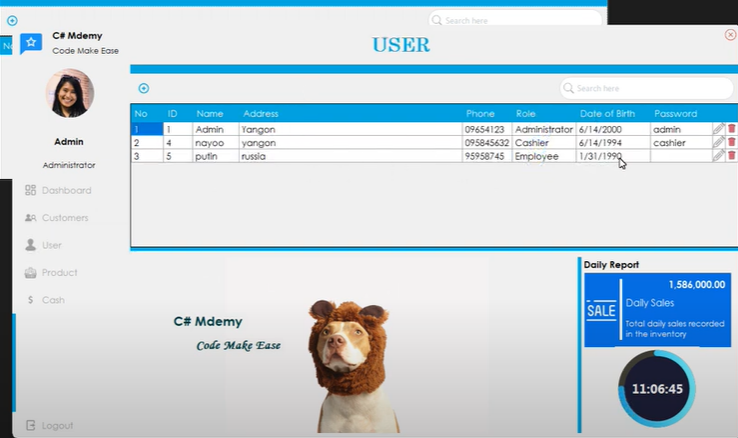 Search here
No
C# Mdemy
Code Make Ease
USER
Search here
No ID Name Address Phone Role Date of Birth Password
1 1 Admin Yangon 09654123 Administrator 6/14/2000 admin
2 4 nayoo yangon 095845632 Cashier 6/14/1994 cashier
3 5 putin russia 95958745 Employee 1/31/1990
Admin
Administrator
Dashboard
Customers
User
Product
$ Cash
Logout
C# Mdemy
Code Make Ease
Daily Report
1,586,000.00
SALE
Daily Sales
Total daily sales recorded
in the inventory
11:06:45